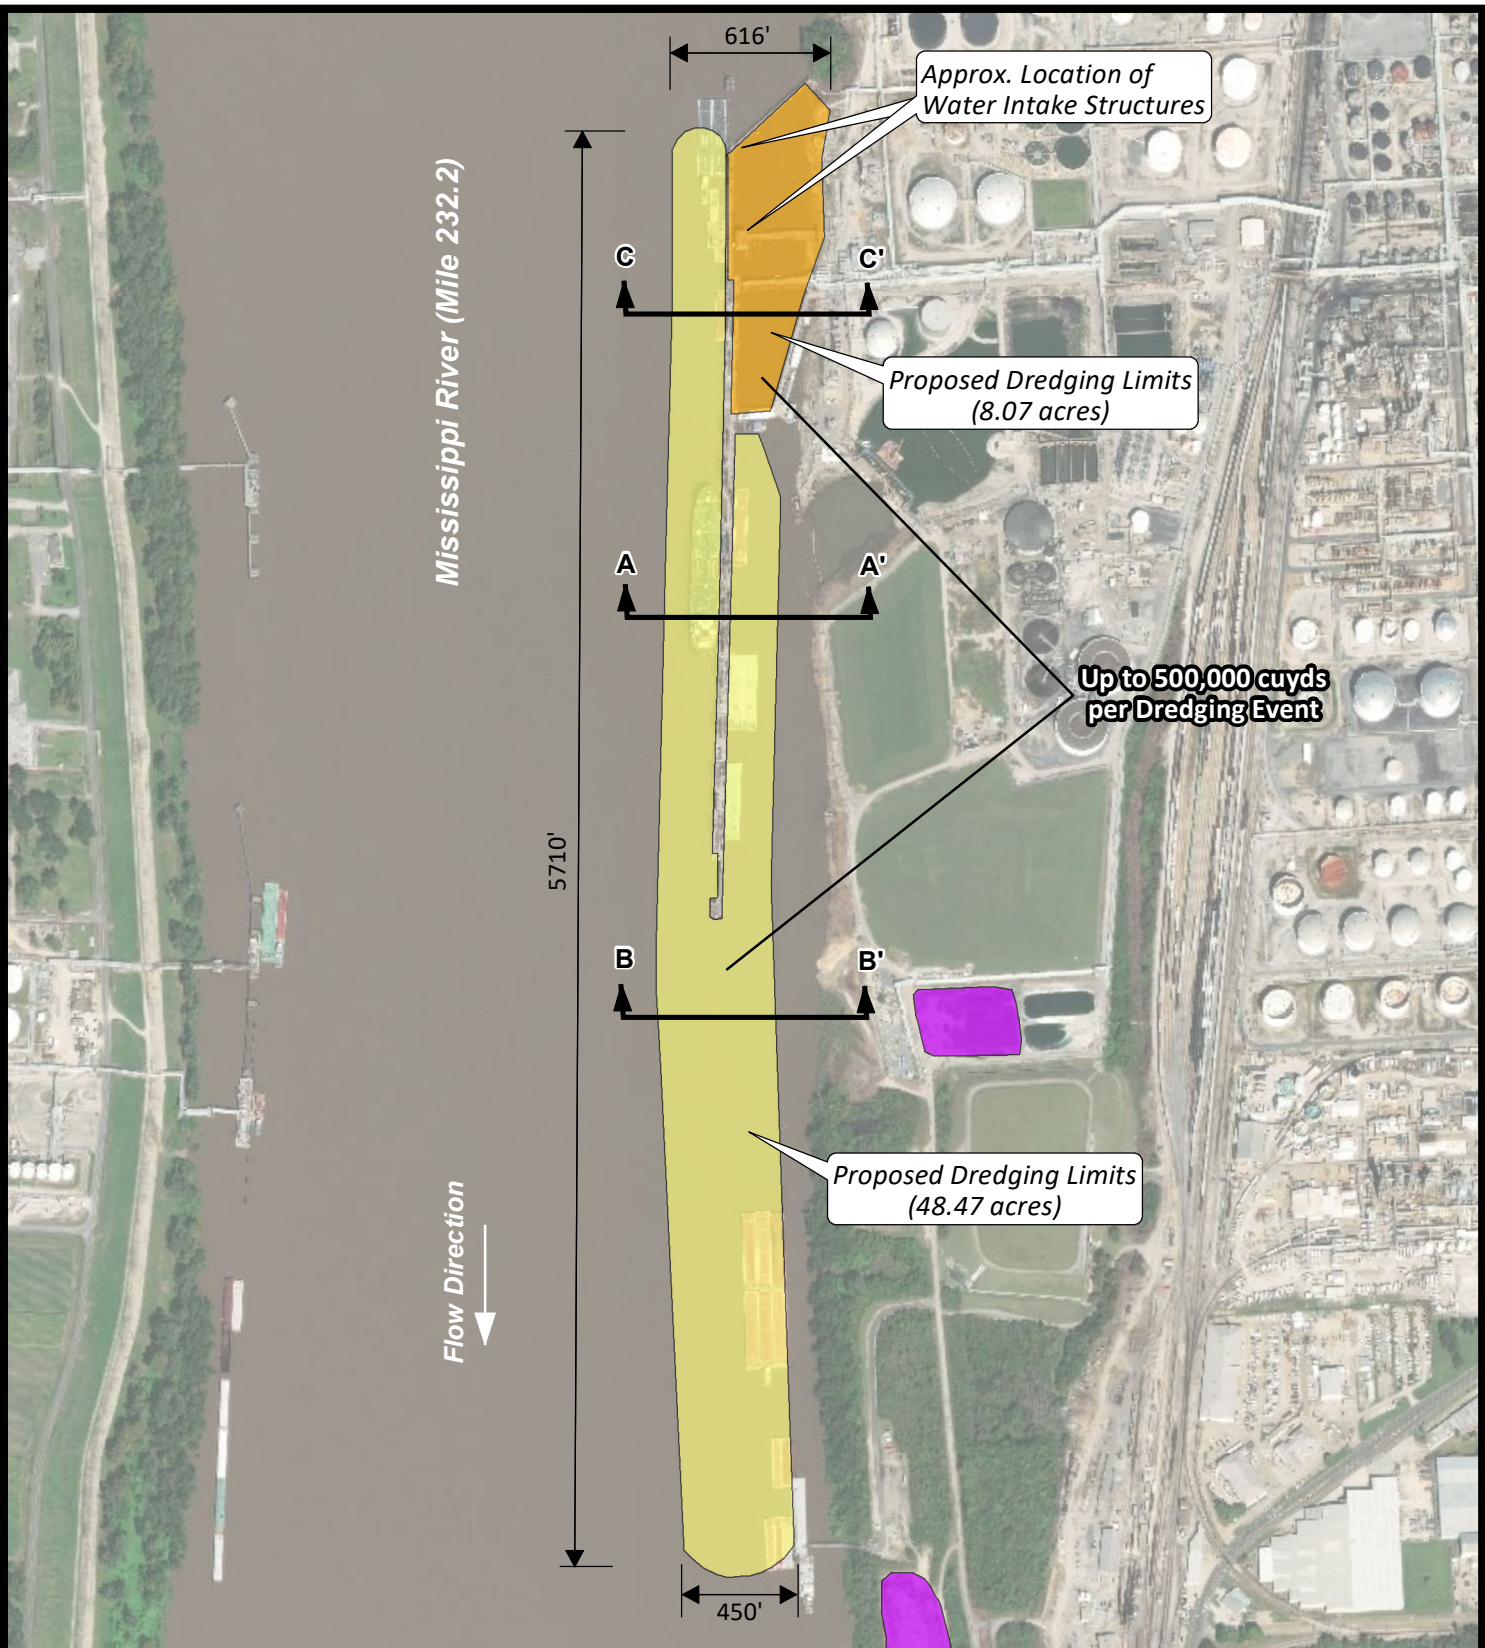 616'
Approx. Location of
Water Intake Structures
Mississippi River (Mile 232.2)
C
C'
Proposed Dredging Limits
(8.07 acres)
A
A'
Up to 500,000 cuyds
per Dredging Event
5710'
B
B'
Proposed Dredging Limits
(48.47 acres)
Flow Direction
450'